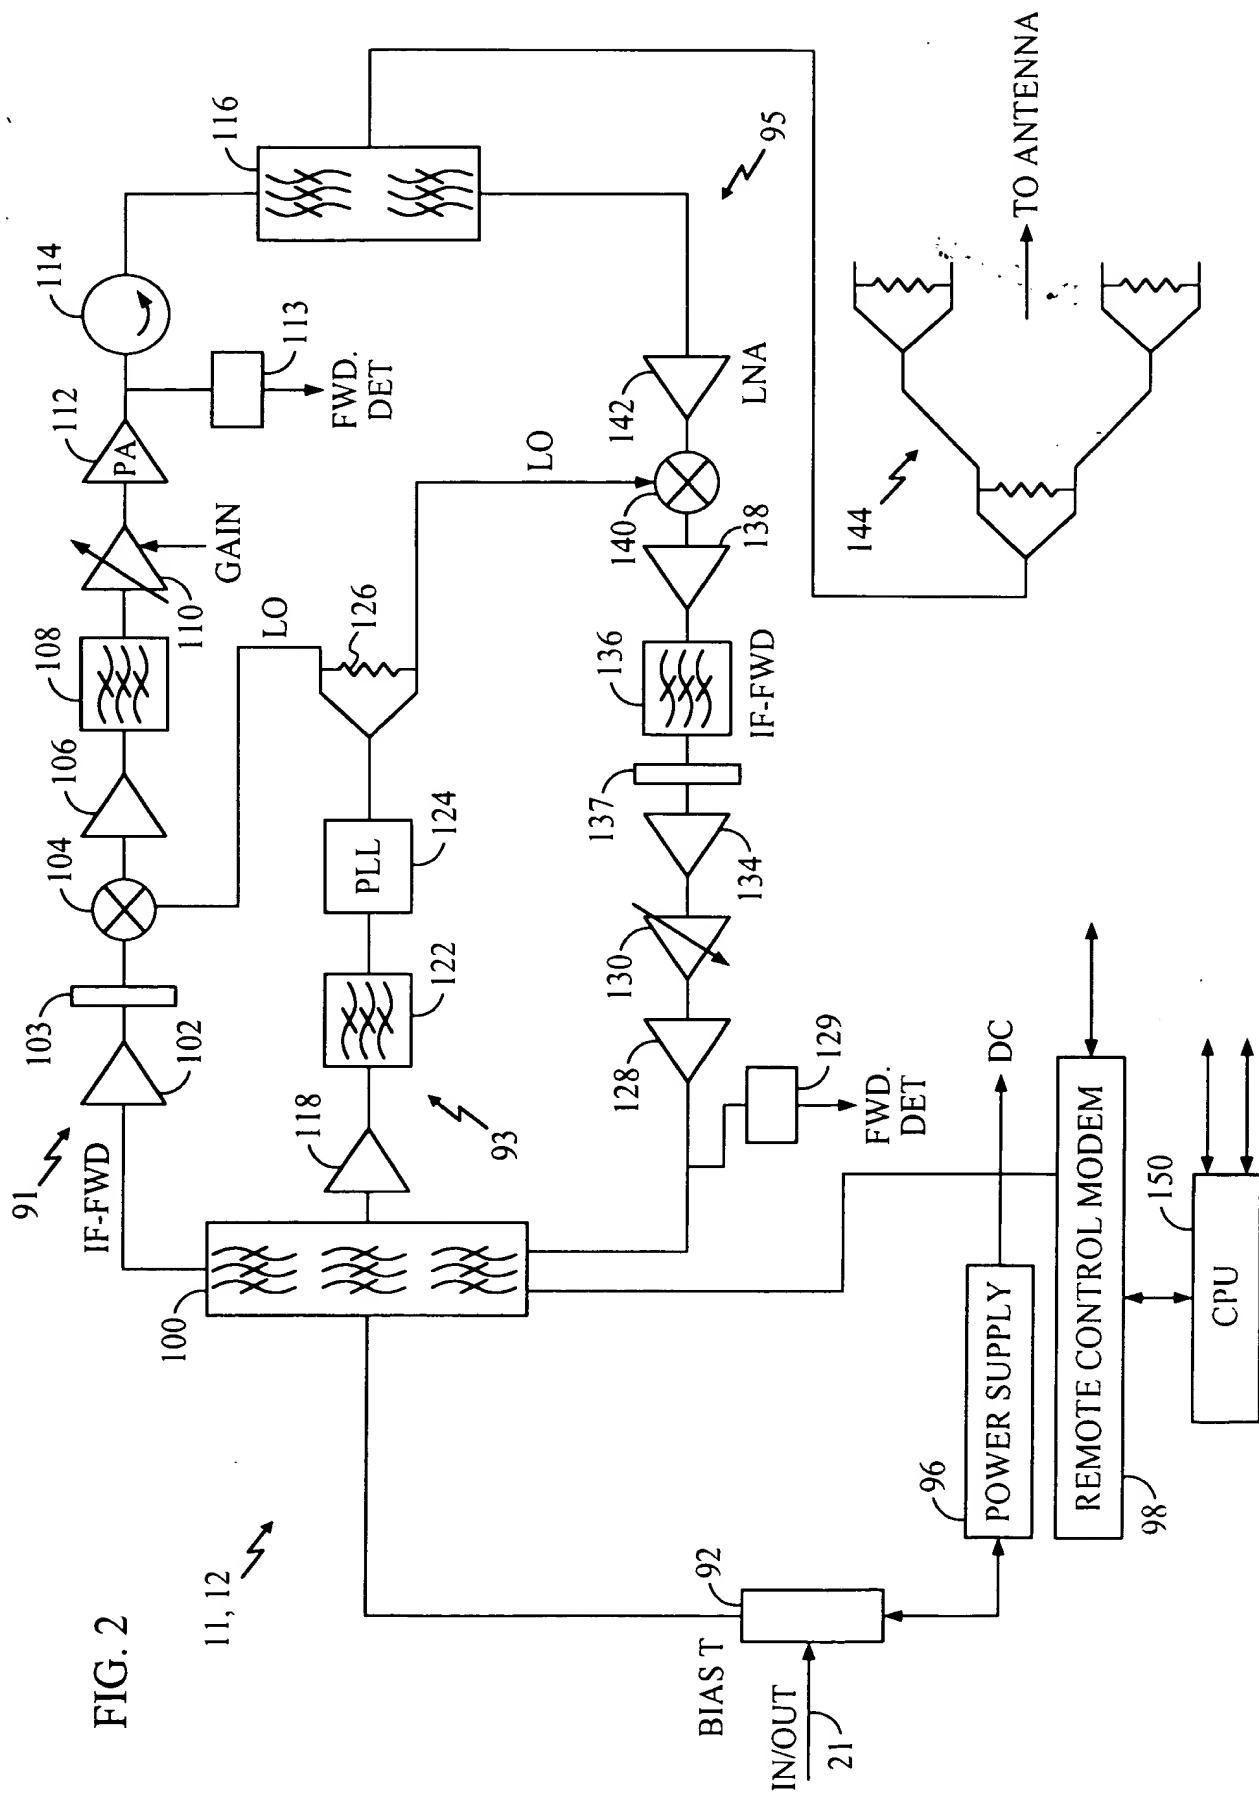 FIG. 2
11, 12
91
IF-FWD
103
102
104
106
108
110
GAIN
112
PA
113
FWD.
DET
114
116
100
118
93
122
124
PLL
LO
126
LO
95
142
LNA
140
138
136
IF-FWD
137
134
130
128
129
FWD.
DET
144
TO ANTENNA
BIAS T
92
IN/OUT
21
96
POWER SUPPLY
DC
REMOTE CONTROL MODEM
98
150
CPU